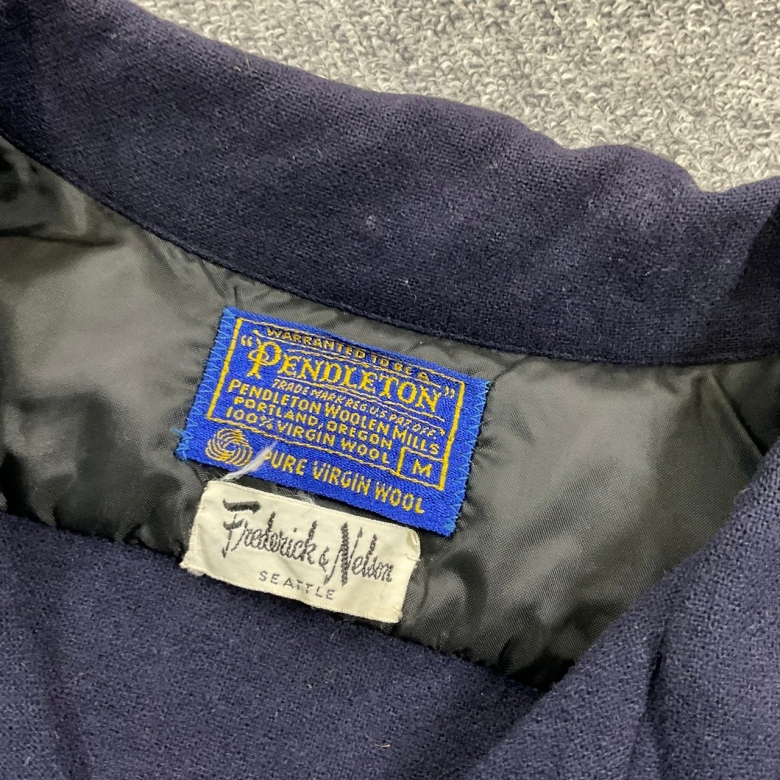 WARRANTED TO BE A
"PENDLETON"
TRADE MARK REG. U.S. PAT. OFF.
PENDLETON WOOLEN MILLS
PORTLAND, OREGON
100% VIRGIN WOOL
M
PURE VIRGIN WOOL
Frederick & Nelson
SEATTLE